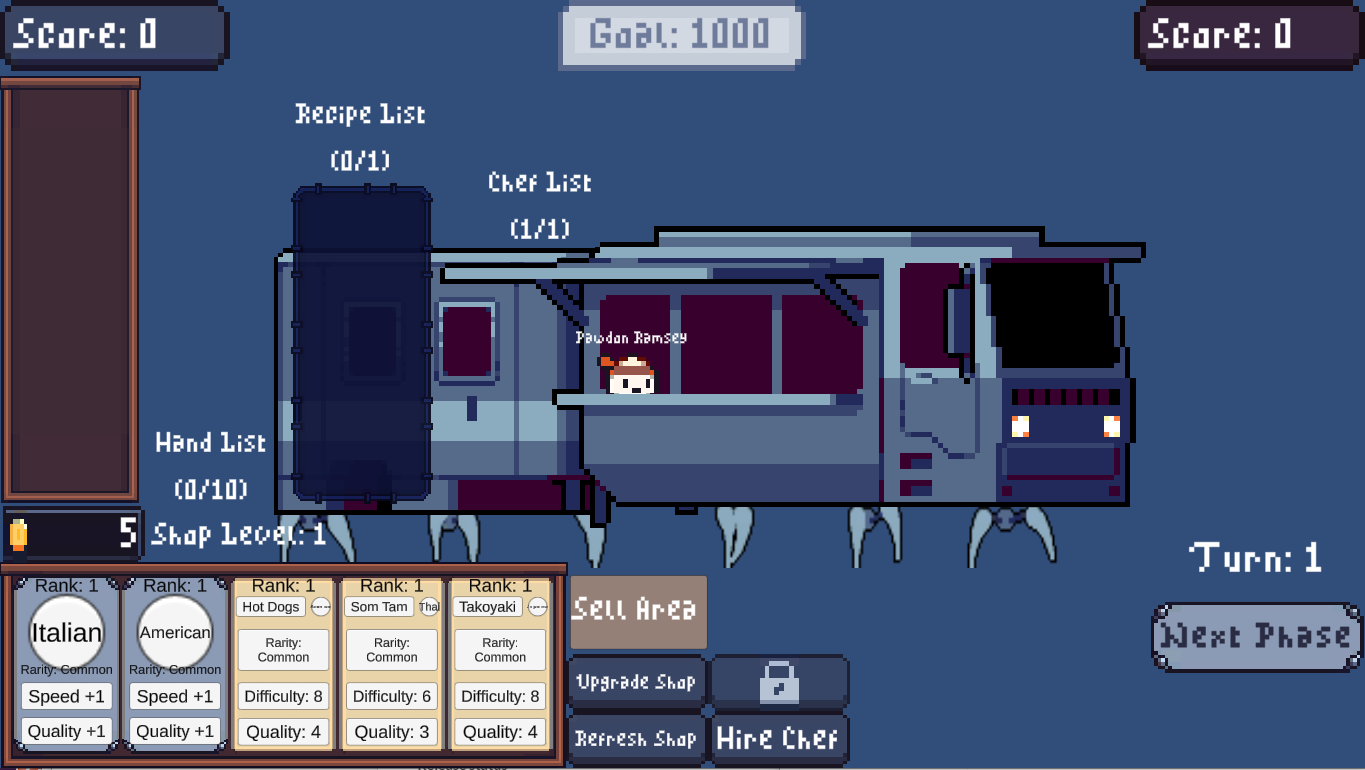 Score: 0
Goal: 1000
Score: 0
Recipe List
(0/1)
Chef List
(1/1)
Pawdon Ramsey
Hand List
(0/10)
5
Shop Level: 1
Turn: 1
Next Phase
Rank: 1
Italian
Rarity: Common
Speed +1
Quality +1
Rank: 1
American
Rarity: Common
Speed +1
Quality +1
Rank: 1
Hot Dogs
Rarity:
Common
Difficulty: 8
Quality: 4
Rank: 1
Som Tam
Thai
Rarity:
Common
Difficulty: 6
Quality: 3
Rank: 1
Takoyaki
Rarity:
Common
Difficulty: 8
Quality: 4
Sell Area
Upgrade Shop
Refresh Shop
Hire Chef